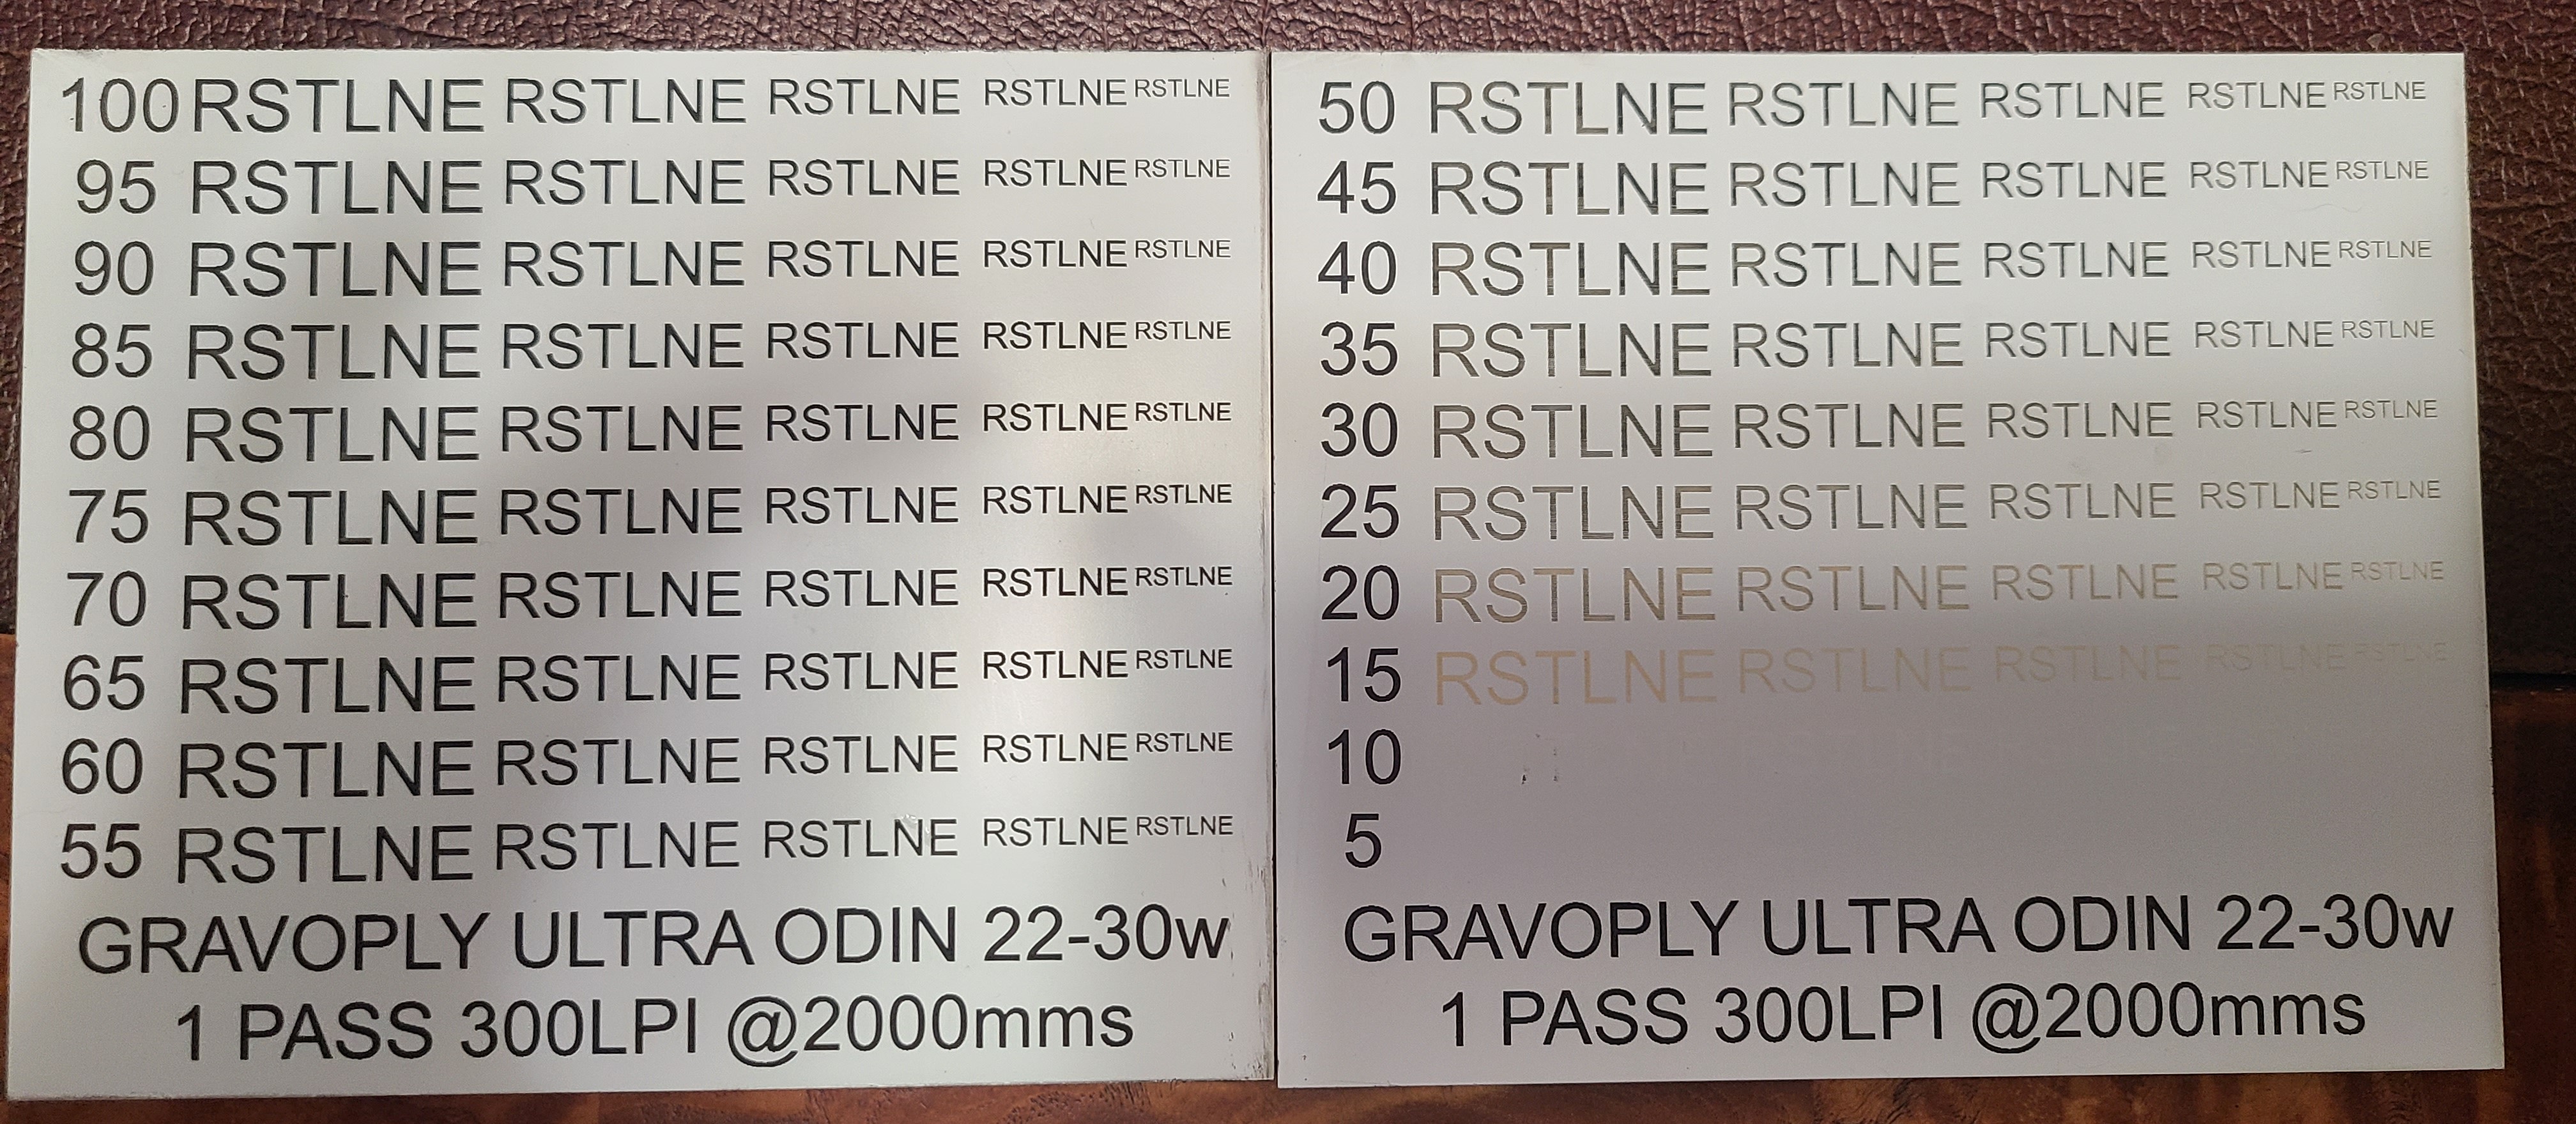 100 RSTLNE RSTLNE RSTLNE RSTLNE RSTLNE
95 RSTLNE RSTLNE RSTLNE RSTLNE RSTLNE
90 RSTLNE RSTLNE RSTLNE RSTLNE RSTLNE
85 RSTLNE RSTLNE RSTLNE RSTLNE RSTLNE
80 RSTLNE RSTLNE RSTLNE RSTLNE RSTLNE
75 RSTLNE RSTLNE RSTLNE RSTLNE RSTLNE
70 RSTLNE RSTLNE RSTLNE RSTLNE RSTLNE
65 RSTLNE RSTLNE RSTLNE RSTLNE RSTLNE
60 RSTLNE RSTLNE RSTLNE RSTLNE RSTLNE
55 RSTLNE RSTLNE RSTLNE RSTLNE RSTLNE
GRAVOPLY ULTRA ODIN 22-30w
1 PASS 300LPI @2000mms
50 RSTLNE RSTLNE RSTLNE RSTLNE RSTLNE
45 RSTLNE RSTLNE RSTLNE RSTLNE RSTLNE
40 RSTLNE RSTLNE RSTLNE RSTLNE RSTLNE
35 RSTLNE RSTLNE RSTLNE RSTLNE RSTLNE
30 RSTLNE RSTLNE RSTLNE RSTLNE RSTLNE
25 RSTLNE RSTLNE RSTLNE RSTLNE RSTLNE
20 RSTLNE RSTLNE RSTLNE RSTLNE RSTLNE
15 RSTLNE RSTLNE RSTLNE RSTLNE RSTLNE
10
5
GRAVOPLY ULTRA ODIN 22-30w
1 PASS 300LPI @2000mms